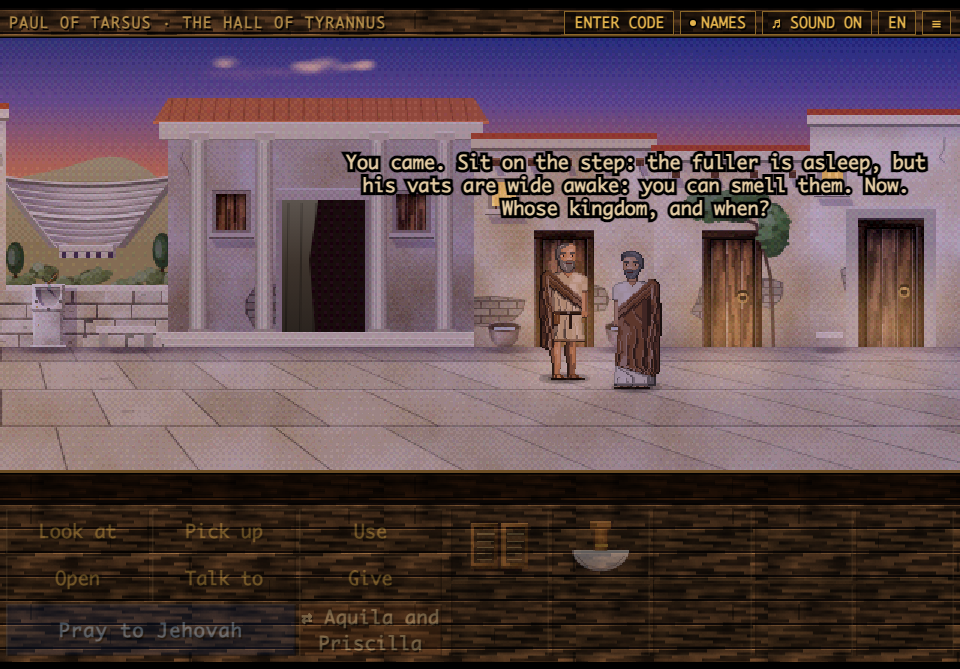 PAUL OF TARSUS · THE HALL OF TYRANNUS
ENTER CODE
• NAMES
♬ SOUND ON
EN
≡
You came. Sit on the step: the fuller is asleep, but
his vats are wide awake: you can smell them. Now.
Whose kingdom, and when?
Look at
Pick up
Use
Open
Talk to
Give
Pray to Jehovah
⇄ Aquila and
Priscilla